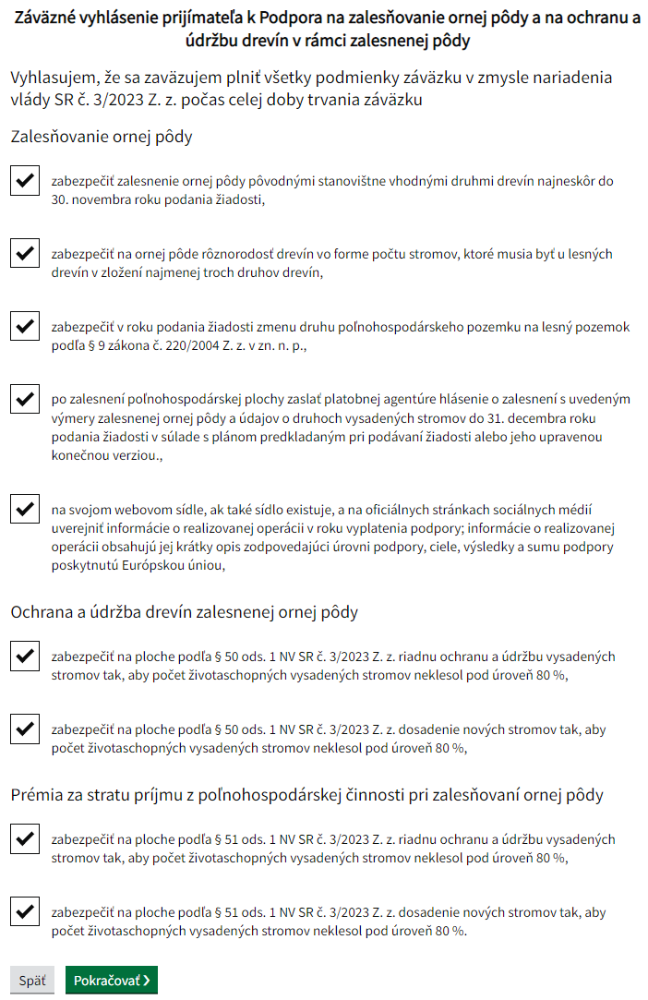 Záväzné vyhlásenie prijímateľa k Podpora na zalesňovanie ornej pôdy a na ochranu a
údržbu drevín v rámci zalesnenej pôdy
Vyhlasujem, že sa zaväzujem plniť všetky podmienky záväzku v zmysle nariadenia
vlády SR č. 3/2023 Z. z. počas celej doby trvania záväzku
Zalesňovanie ornej pôdy
zabezpečiť zalesnenie ornej pôdy pôvodnými stanovištne vhodnými druhmi drevín najneskôr do
30. novembra roku podania žiadosti,
zabezpečiť na ornej pôde rôznorodosť drevín vo forme počtu stromov, ktoré musia byť u lesných
drevín v zložení najmenej troch druhov drevín,
zabezpečiť v roku podania žiadosti zmenu druhu poľnohospodárskeho pozemku na lesný pozemok
podľa § 9 zákona č. 220/2004 Z. z. v zn. n. p.,
po zalesnení poľnohospodárskej plochy zaslať platobnej agentúre hlásenie o zalesnení s uvedeným
výmery zalesnenej ornej pôdy a údajov o druhoch vysadených stromov do 31. decembra roku
podania žiadosti v súlade s plánom predkladaným pri podávaní žiadosti alebo jeho upravenou
konečnou verziou.,
na svojom webovom sídle, ak také sídlo existuje, a na oficiálnych stránkach sociálnych médií
uverejniť informácie o realizovanej operácii v roku vyplatenia podpory; informácie o realizovanej
operácii obsahujú jej krátky opis zodpovedajúci úrovni podpory, ciele, výsledky a sumu podpory
poskytnutú Európskou úniou,
Ochrana a údržba drevín zalesnenej ornej pôdy
zabezpečiť na ploche podľa § 50 ods. 1 NV SR č. 3/2023 Z. z. riadnu ochranu a údržbu vysadených
stromov tak, aby počet životaschopných vysadených stromov neklesol pod úroveň 80 %,
zabezpečiť na ploche podľa § 50 ods. 1 NV SR č. 3/2023 Z. z. dosadenie nových stromov tak, aby
počet životaschopných vysadených stromov neklesol pod úroveň 80 %,
Prémia za stratu príjmu z poľnohospodárskej činnosti pri zalesňovaní ornej pôdy
zabezpečiť na ploche podľa § 51 ods. 1 NV SR č. 3/2023 Z. z. riadnu ochranu a údržbu vysadených
stromov tak, aby počet životaschopných vysadených stromov neklesol pod úroveň 80 %,
zabezpečiť na ploche podľa § 51 ods. 1 NV SR č. 3/2023 Z. z. dosadenie nových stromov tak, aby
počet životaschopných vysadených stromov neklesol pod úroveň 80 %.
Späť Pokračovať